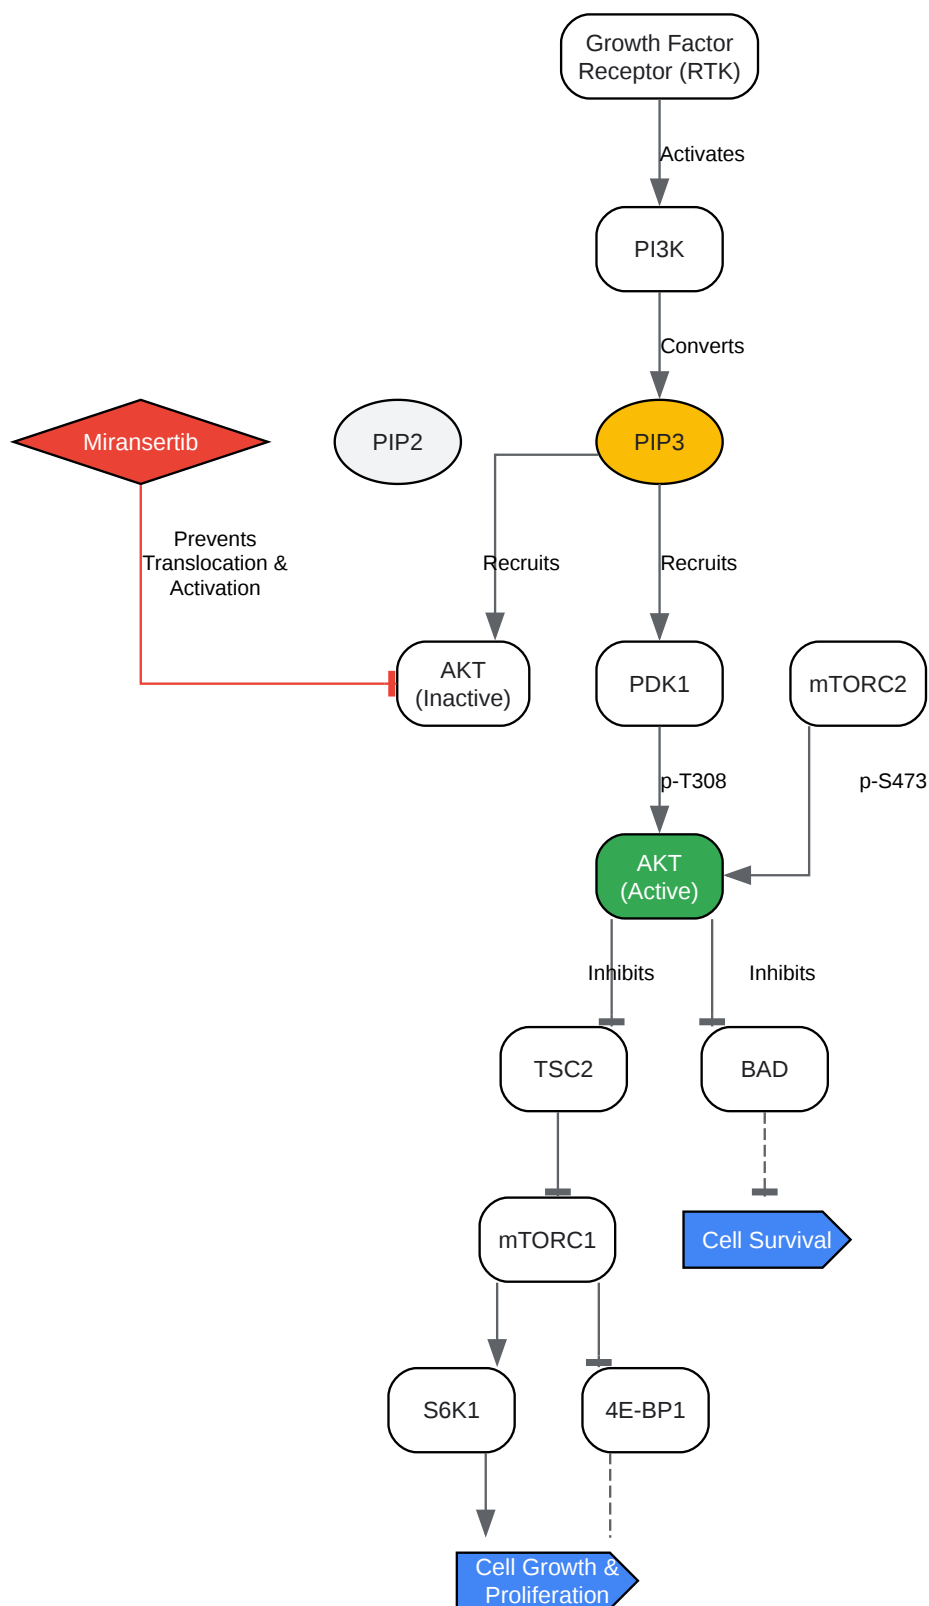 Growth Factor
Receptor (RTK)
Activates
PI3K
Converts
Miransertib
PIP2
PIP3
Prevents
Translocation &
Activation
Recruits
Recruits
AKT
(Inactive)
PDK1
mTORC2
p-T308
p-S473
AKT
(Active)
Inhibits
Inhibits
TSC2
BAD
mTORC1
Cell Survival
S6K1
4E-BP1
Cell Growth &
Proliferation